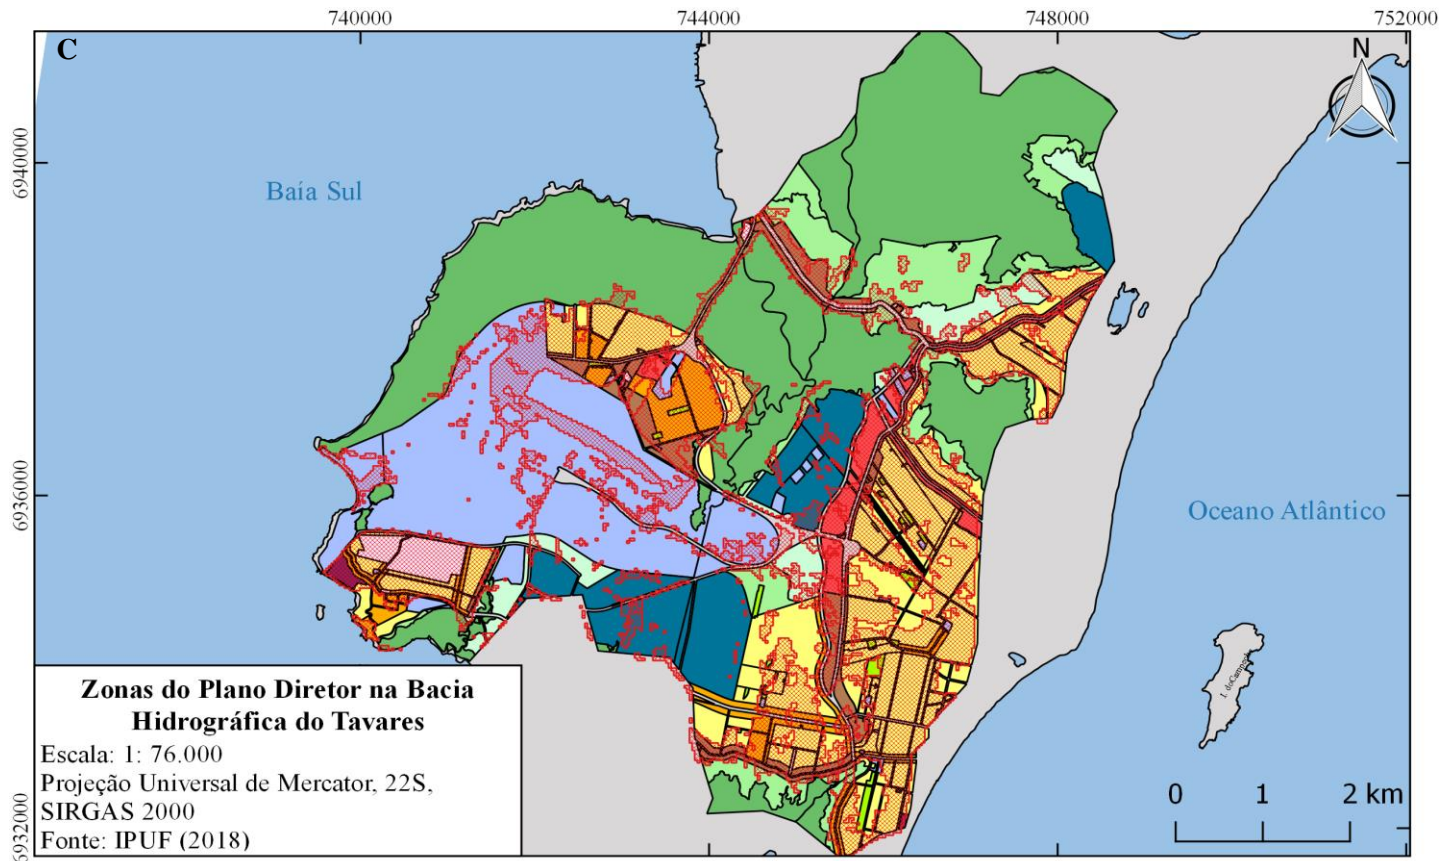 740000
744000
748000
752000
C
N
6940000
Baía Sul
6936000
Oceano Atlântico
I. do Campeche
Zonas do Plano Diretor na Bacia
Hidrográfica do Tavares
Escala: 1: 76.000
Projeção Universal de Mercator, 22S,
SIRGAS 2000
Fonte: IPUF (2018)
0 1 2 km
6932000